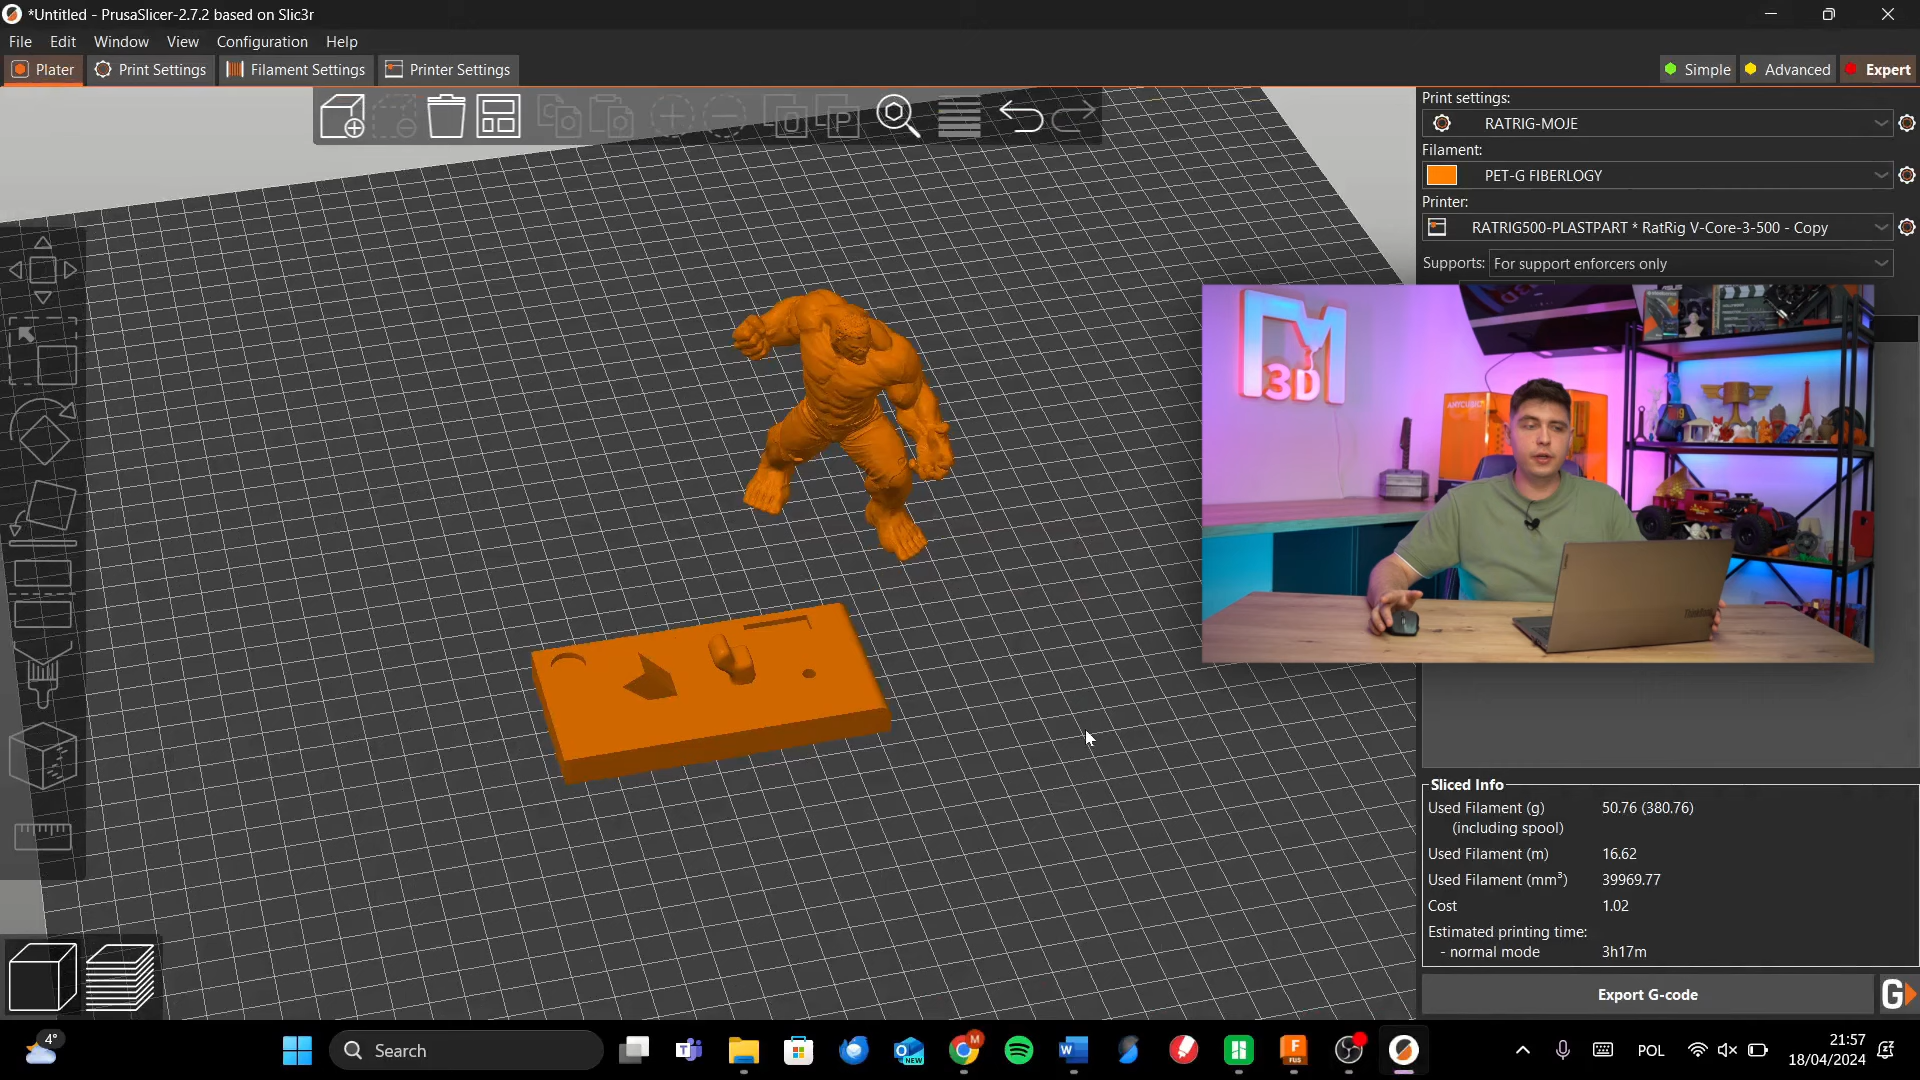 *Untitled - PrusaSlicer-2.7.2 based on Slic3r
File Edit Window View Configuration Help
Plater Print Settings Filament Settings Printer Settings Simple Advanced Expert
Print settings:
RATRIG-MOJE
Filament:
PET-G FIBERLOGY
Printer:
RATRIG500-PLASTPART * RatRig V-Core-3-500 - Copy
Supports: For support enforcers only
M
3D
Sliced Info
Used Filament (g) 50.76 (380.76)
(including spool)
Used Filament (m) 16.62
Used Filament (mm³) 39969.77
Cost 1.02
Estimated printing time:
- normal mode 3h17m
Export G-code
G
4°
Search
NEW
M
W
F
FUS
POL
21:57
18/04/2024